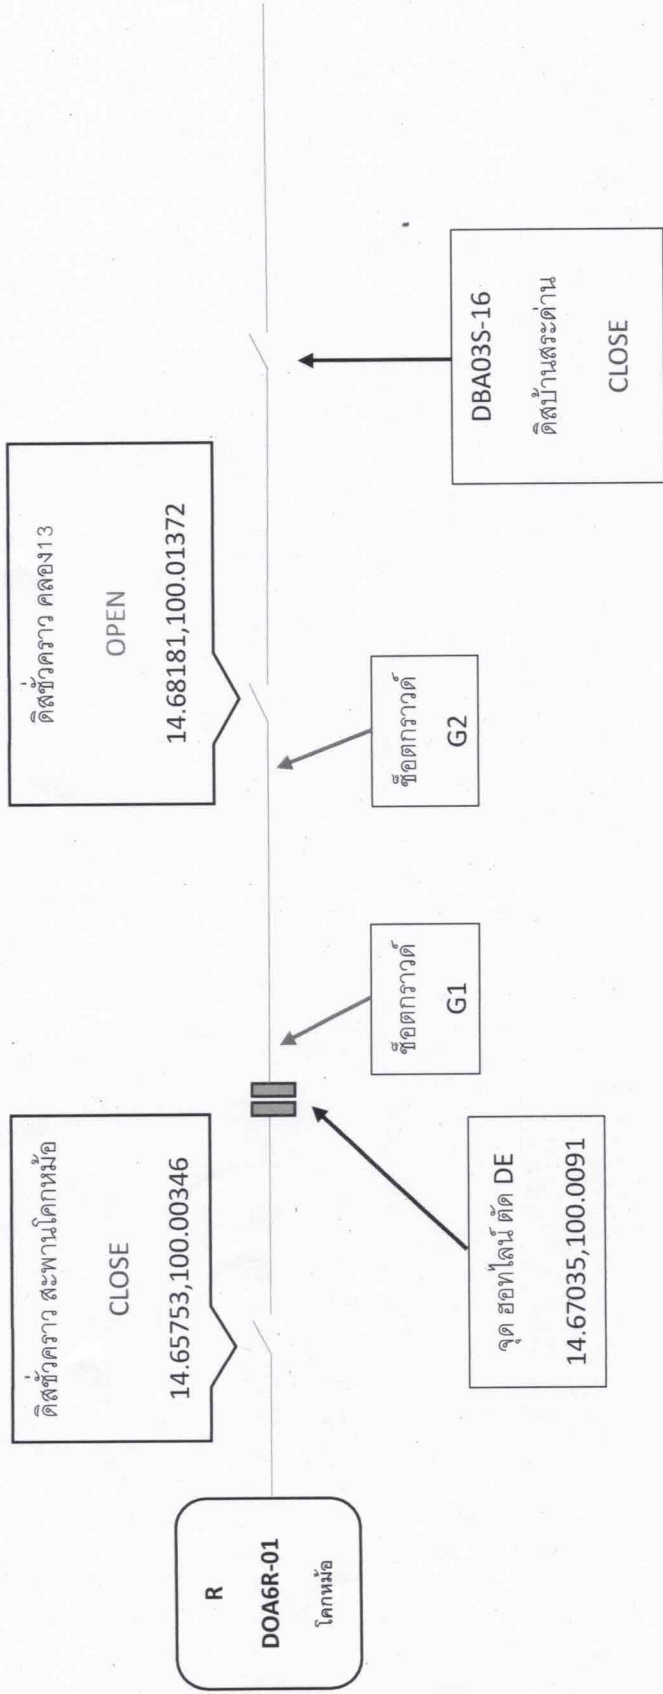 R
DOA6R-01
โคกหม้อ
ดิสชั่วคราว สะพานโคกหม้อ
CLOSE
14.65753,100.00346
จุด ฮอทไลน์ ตัด DE
14.67035,100.0091
ช็อตกราวด์
G1
ช็อตกราวด์
G2
ดิสชั่วคราว คลอง13
OPEN
14.68181,100.01372
DBA03S-16
ดิสบ้านสระด่าน
CLOSE